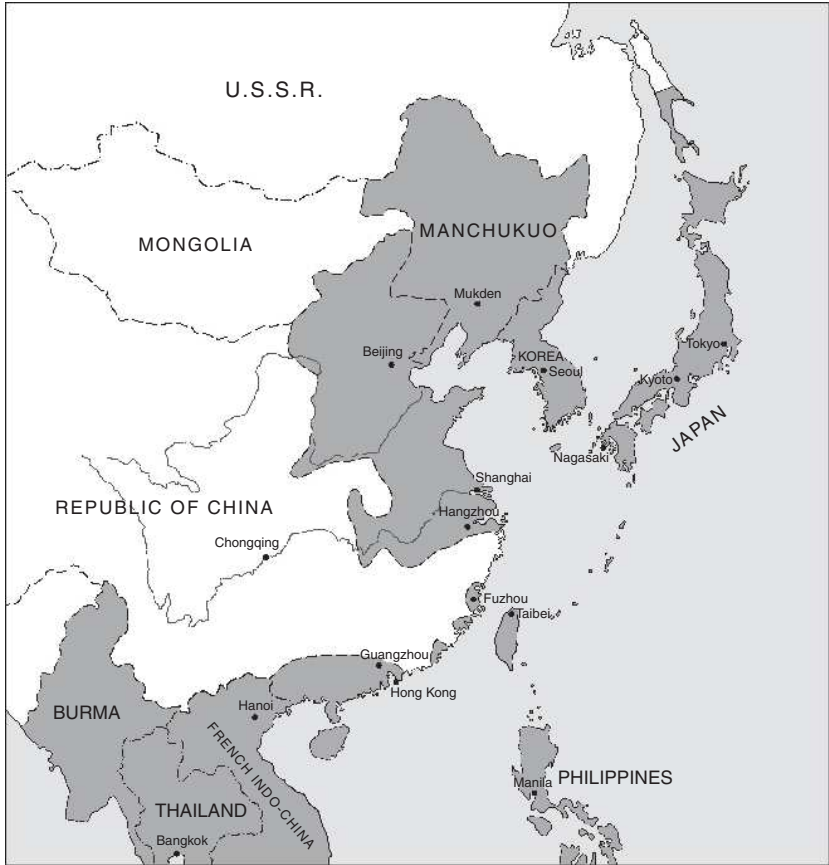 U.S.S.R.
MONGOLIA
MANCHUKUO
Mukden
Beijing
KOREA
Seoul
Tokyo
Kyoto
JAPAN
Nagasaki
Shanghai
REPUBLIC OF CHINA
Hangzhou
Chongqing
Fuzhou
Taibei
Guangzhou
Hong Kong
BURMA
Hanoi
FRENCH INDO-CHINA
Manila
PHILIPPINES
THAILAND
Bangkok